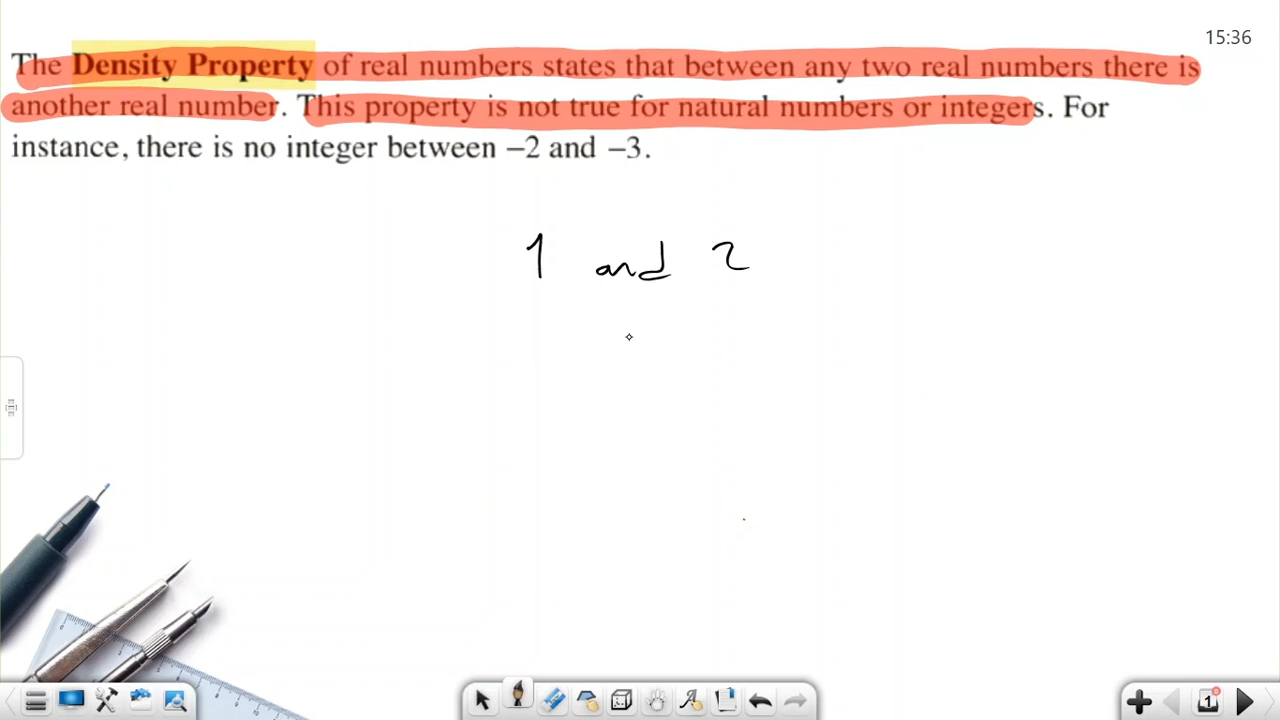 15:36
The Density Property of real numbers states that between any two real numbers there is
another real number. This property is not true for natural numbers or integers. For
instance, there is no integer between −2 and −3.
1 and 2
1